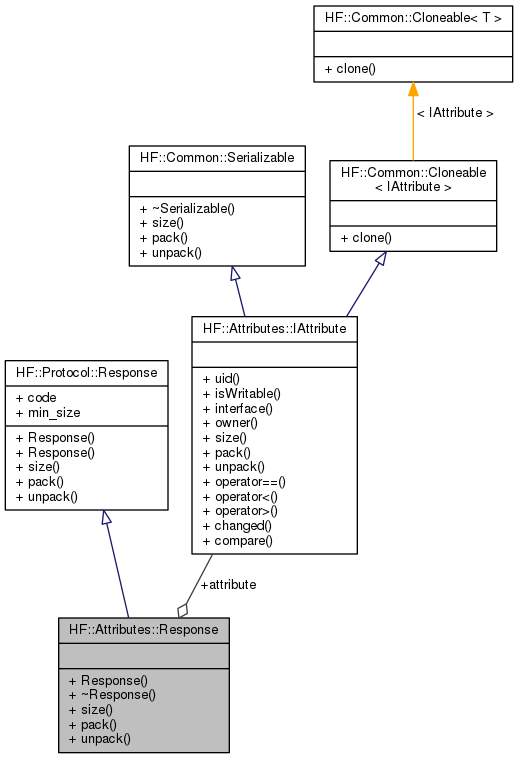 HF::Common::Cloneable< T >
+ clone()
< IAttribute >
HF::Common::Serializable
+ ~Serializable()
+ size()
+ pack()
+ unpack()
HF::Common::Cloneable
< IAttribute >
+ clone()
HF::Attributes::IAttribute
+ uid()
+ isWritable()
+ interface()
+ owner()
+ size()
+ pack()
+ unpack()
+ operator==()
+ operator<()
+ operator>()
+ changed()
+ compare()
HF::Protocol::Response
+ code
+ min_size
+ Response()
+ Response()
+ size()
+ pack()
+ unpack()
+attribute
HF::Attributes::Response
+ Response()
+ ~Response()
+ size()
+ pack()
+ unpack()